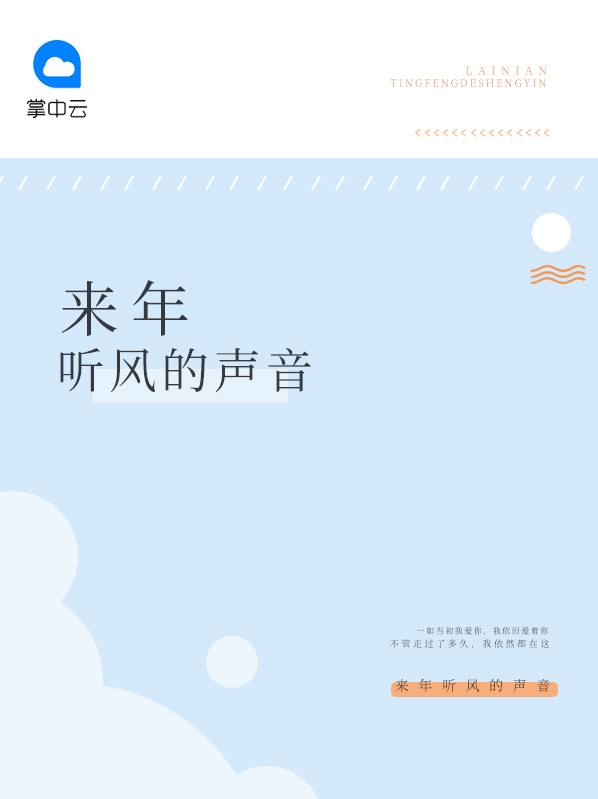 掌中云
LAINIAN
TINGFENGDESHENGYIN
来年
听风的声音
一如当初我爱你，我依旧爱着你
不管走过了多久，我依然都在这
来年听风的声音